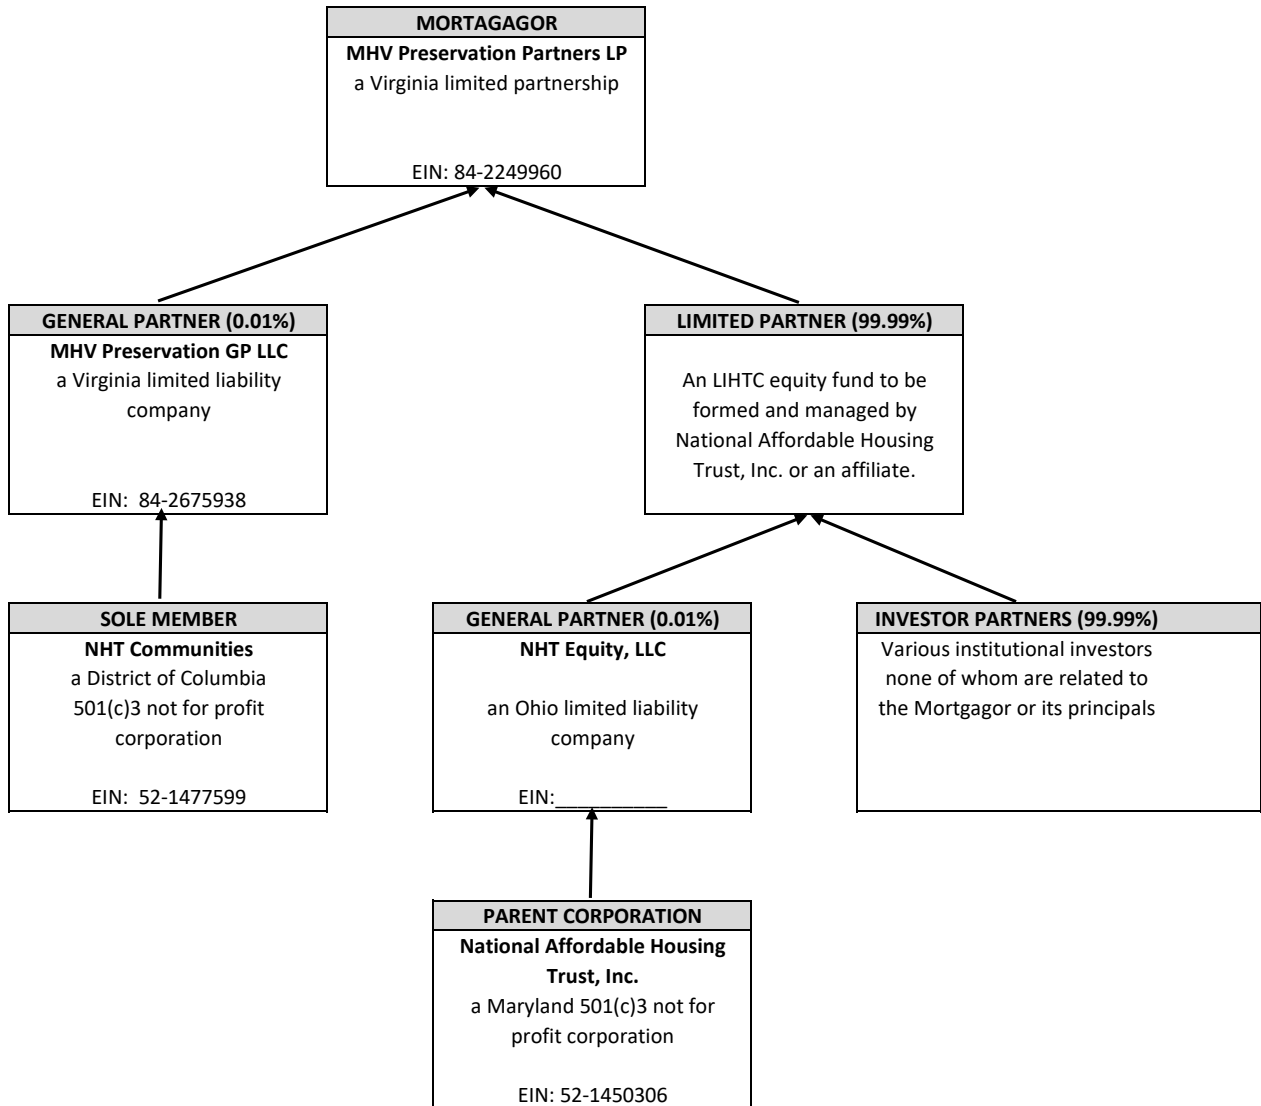 MORTAGAGOR
MHV Preservation Partners LP
a Virginia limited partnership
EIN: 84-2249960
GENERAL PARTNER (0.01%)
MHV Preservation GP LLC
a Virginia limited liability
company
EIN:  84-2675938
LIMITED PARTNER (99.99%)
An LIHTC equity fund to be
formed and managed by
National Affordable Housing
Trust, Inc. or an affiliate.
SOLE MEMBER
NHT Communities
a District of Columbia
501(c)3 not for profit
corporation
EIN:  52-1477599
GENERAL PARTNER (0.01%)
NHT Equity, LLC
an Ohio limited liability
company
EIN:__________
INVESTOR PARTNERS (99.99%)
Various institutional investors
none of whom are related to
the Mortgagor or its principals
PARENT CORPORATION
National Affordable Housing
Trust, Inc.
a Maryland 501(c)3 not for
profit corporation
EIN: 52-1450306